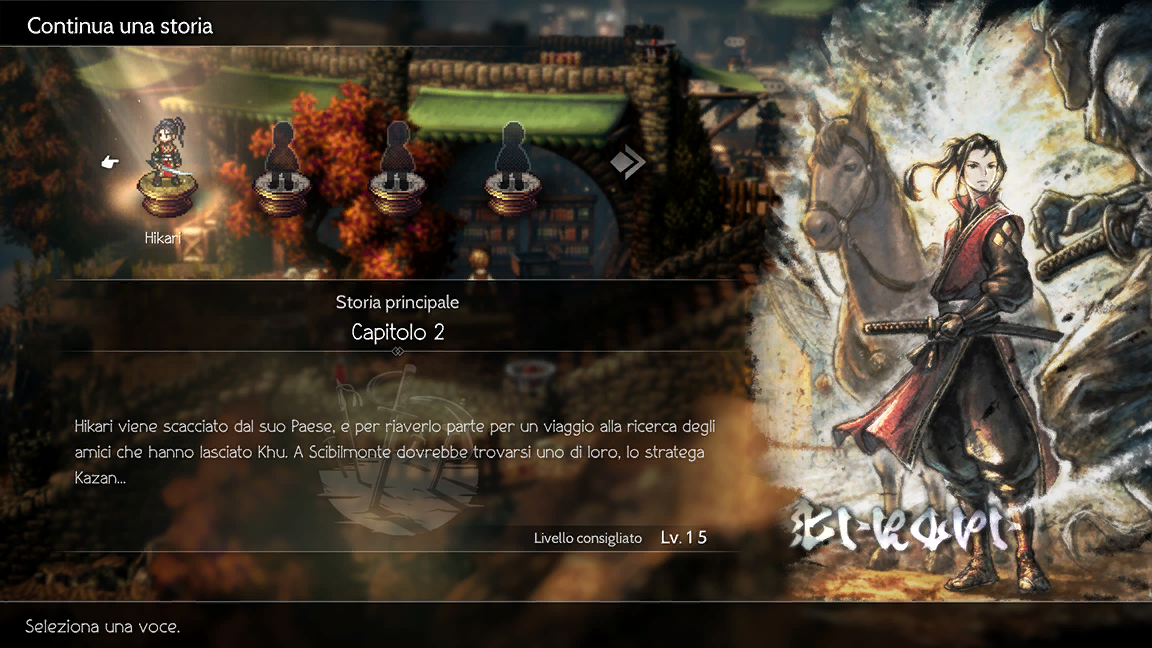 Continua una storia
Hikari
Storia principale
Capitolo 2
Hikari viene scacciato dal suo Paese, e per riaverlo parte per un viaggio alla ricerca degli
amici che hanno lasciato Khu. A Scibilmonte dovrebbe trovarsi uno di loro, lo stratega
Kazan...
Livello consigliato Lv. 15
Seleziona una voce.